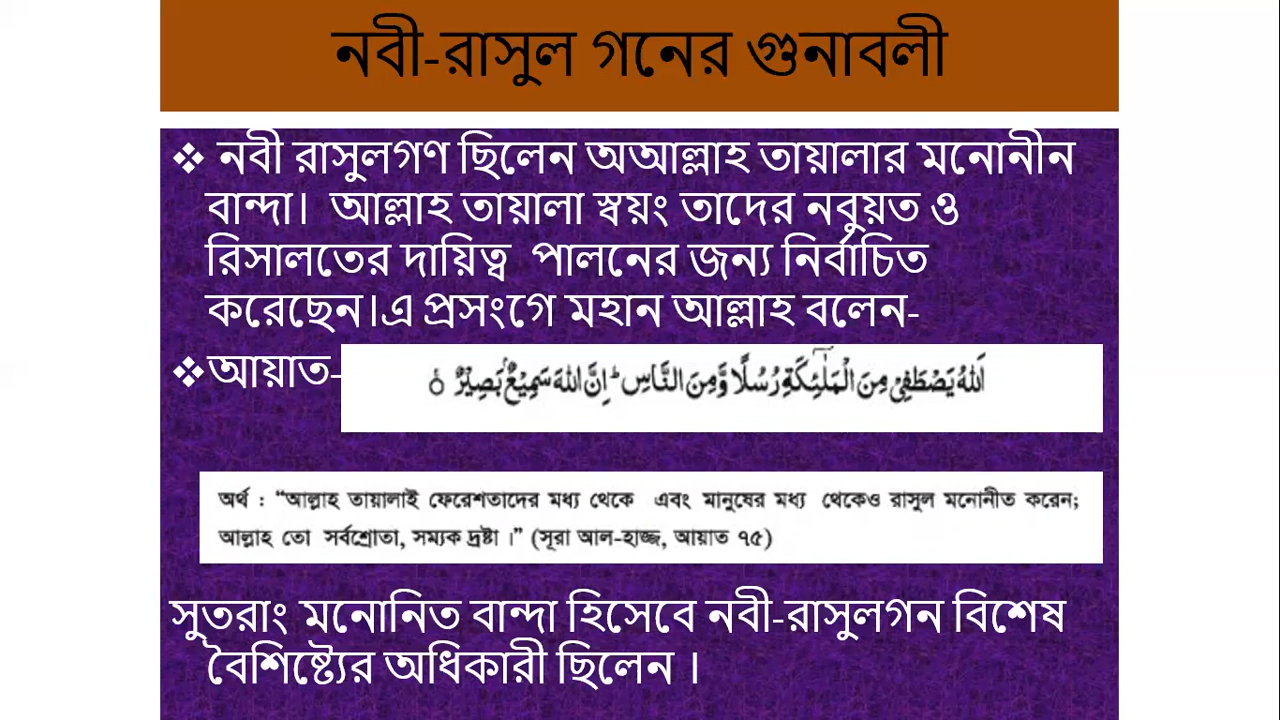 নবী-রাসুল গনের গুনাবলী
❖ নবী রাসুলগণ ছিলেন অআল্লাহ তায়ালার মনোনীন
বান্দা। আল্লাহ তায়ালা স্বয়ং তাদের নবুয়ত ও
রিসালতের দায়িত্ব পালনের জন্য নির্বাচিত
করেছেন।এ প্রসংগে মহান আল্লাহ বলেন-
❖আয়াত- اَللّٰهُ يَصْطَفِىْ مِنَ الْمَلٰٓئِكَةِ رُسُلًا وَّمِنَ النَّاسِ ؕ اِنَّ اللّٰهَ سَمِيْعٌۢ بَصِيْرٌ ۚ
অর্থ : “আল্লাহ তায়ালাই ফেরেশতাদের মধ্য থেকে এবং মানুষের মধ্য থেকেও রাসুল মনোনীত করেন;
আল্লাহ তো সর্বশ্রোতা, সম্যক দ্রষ্টা।” (সূরা আল-হাজ্জ, আয়াত ৭৫)
সুতরাং মনোনিত বান্দা হিসেবে নবী-রাসুলগন বিশেষ
বৈশিষ্ট্যের অধিকারী ছিলেন ।